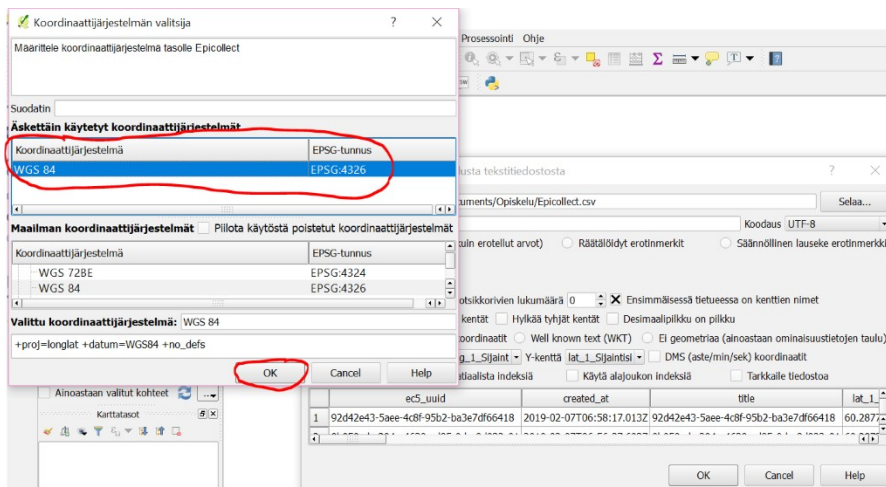 Koordinaattijärjestelmän valitsija ? ×
Määrittele koordinaattijärjestelmä tasolle Epicollect
Suodatin
Äskettäin käytetyt koordinaattijärjestelmät
Koordinaattijärjestelmä EPSG-tunnus
WGS 84 EPSG:4326
Maailman koordinaattijärjestelmät Piilota käytöstä poistetut koordinaattijärjestelmät
Koordinaattijärjestelmä EPSG-tunnus
WGS 72BE EPSG:4324
WGS 84 EPSG:4326
Valittu koordinaattijärjestelmä: WGS 84
+proj=longlat +datum=WGS84 +no_defs
OK Cancel Help
Prosessointi Ohje
tekstitiedostosta ? ×
/Opiskelu/Epicollect.csv Selaa...
Koodaus UTF-8
erotellut arvot) Räätälöidyt erotinmerkit Säännöllinen lauseke erotinmerkki
lukumäärä 0 Ensimmäisessä tietueessa on kenttien nimet
kentät Hylkää tyhjät kentät Desimaalipilkku on pilkku
Well known text (WKT) Ei geometriaa (ainoastaan ominaisuustietojen taulu)
g_1_Sijaint Y-kenttä lat_1_Sijaintisi DMS (aste/min/sek) koordinaatit
indeksiä Käytä alajoukon indeksiä Tarkkaile tiedostoa
ec5_uuid created_at title lat_1_
1 92d42e43-5aee-4c8f-95b2-ba3e7df66418 2019-02-07T06:58:17.013Z 92d42e43-5aee-4c8f-95b2-ba3e7df66418 60.2877
OK Cancel Help
Ainoastaan valitut kohteet
Karttatasot